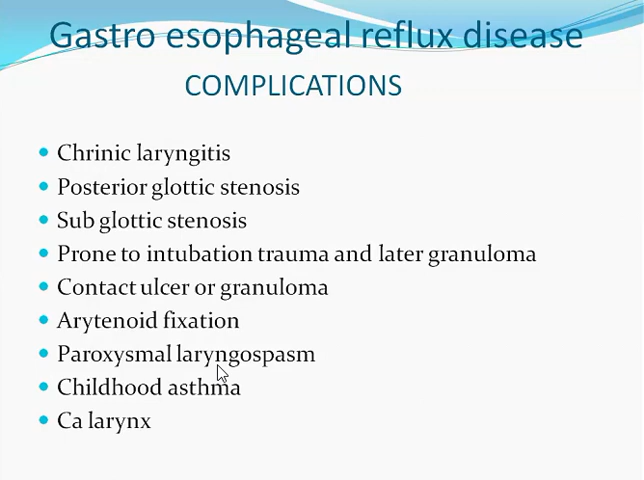 Gastro esophageal reflux disease
COMPLICATIONS
• Chrinic laryngitis
• Posterior glottic stenosis
• Sub glottic stenosis
• Prone to intubation trauma and later granuloma
• Contact ulcer or granuloma
• Arytenoid fixation
• Paroxysmal laryngospasm
• Childhood asthma
• Ca larynx